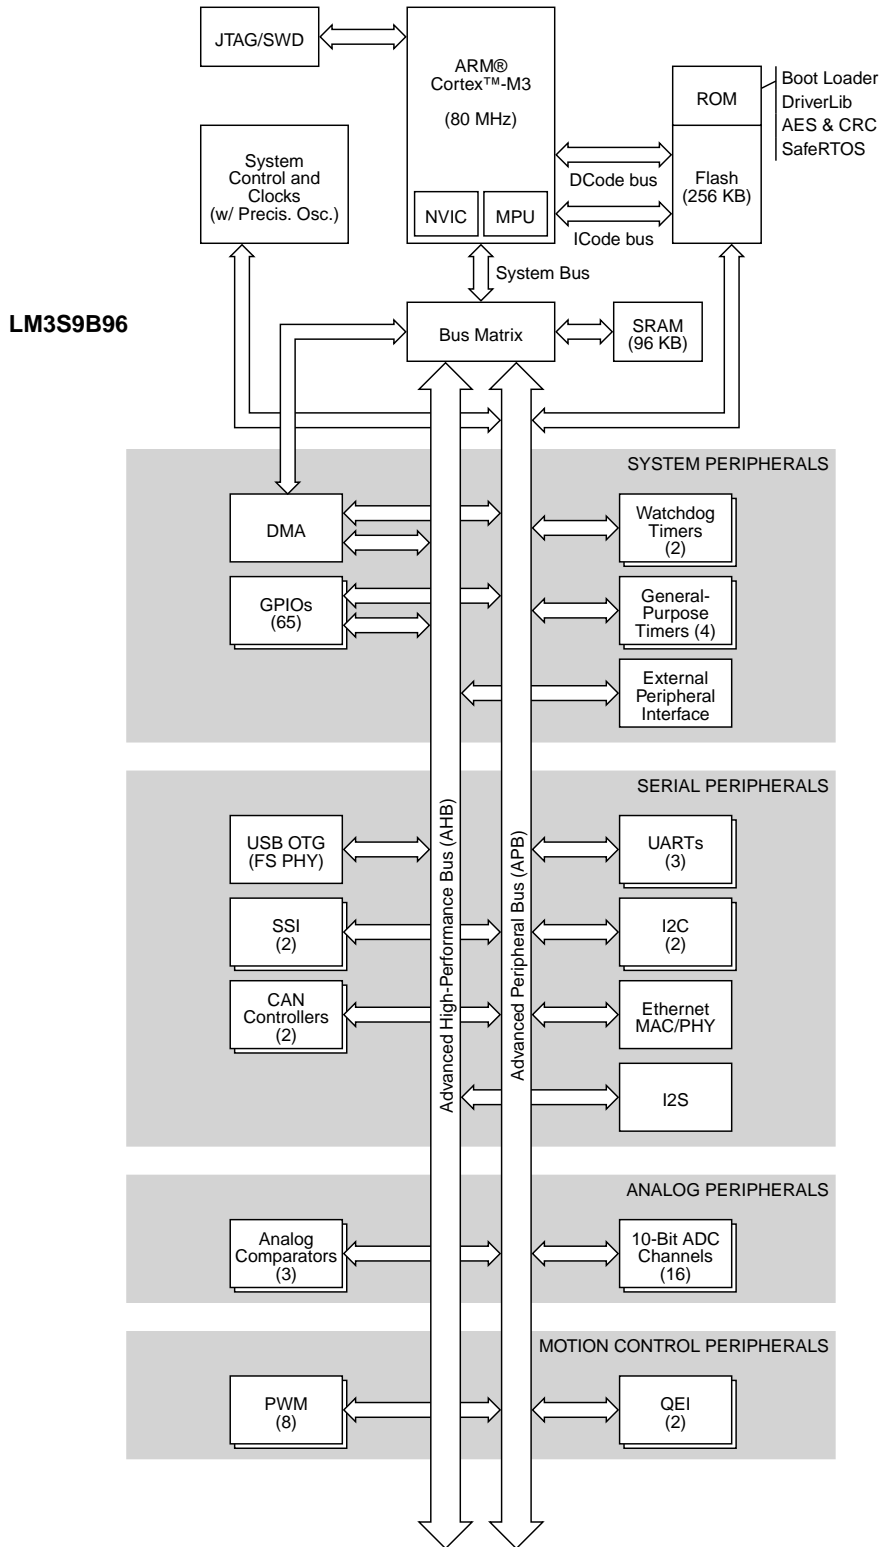 JTAG/SWD
ARM®
Cortex™-M3
(80 MHz)
NVIC
MPU
ROM
Flash
(256 KB)
Boot Loader
DriverLib
AES & CRC
SafeRTOS
DCode bus
ICode bus
System
Control and
Clocks
(w/ Precis. Osc.)
System Bus
LM3S9B96
Bus Matrix
SRAM
(96 KB)
SYSTEM PERIPHERALS
DMA
Watchdog
Timers
(2)
GPIOs
(65)
General-
Purpose
Timers (4)
External
Peripheral
Interface
SERIAL PERIPHERALS
Advanced High-Performance Bus (AHB)
Advanced Peripheral Bus (APB)
USB OTG
(FS PHY)
UARTs
(3)
SSI
(2)
I2C
(2)
CAN
Controllers
(2)
Ethernet
MAC/PHY
I2S
ANALOG PERIPHERALS
Analog
Comparators
(3)
10-Bit ADC
Channels
(16)
MOTION CONTROL PERIPHERALS
PWM
(8)
QEI
(2)